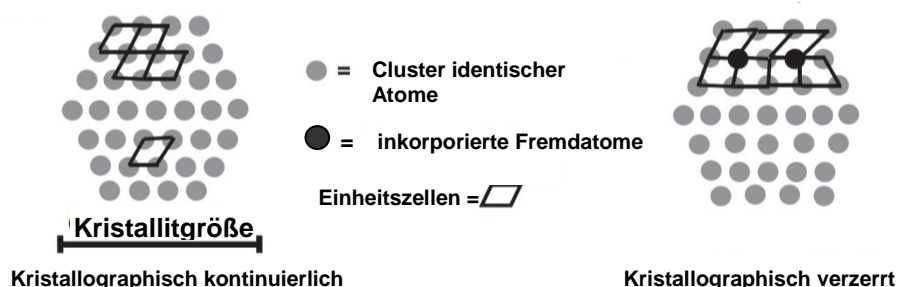 = Cluster identischer
Atome
= inkorporierte Fremdatome
Einheitszellen =
Kristallitgröße
Kristallographisch kontinuierlich
Kristallographisch verzerrt